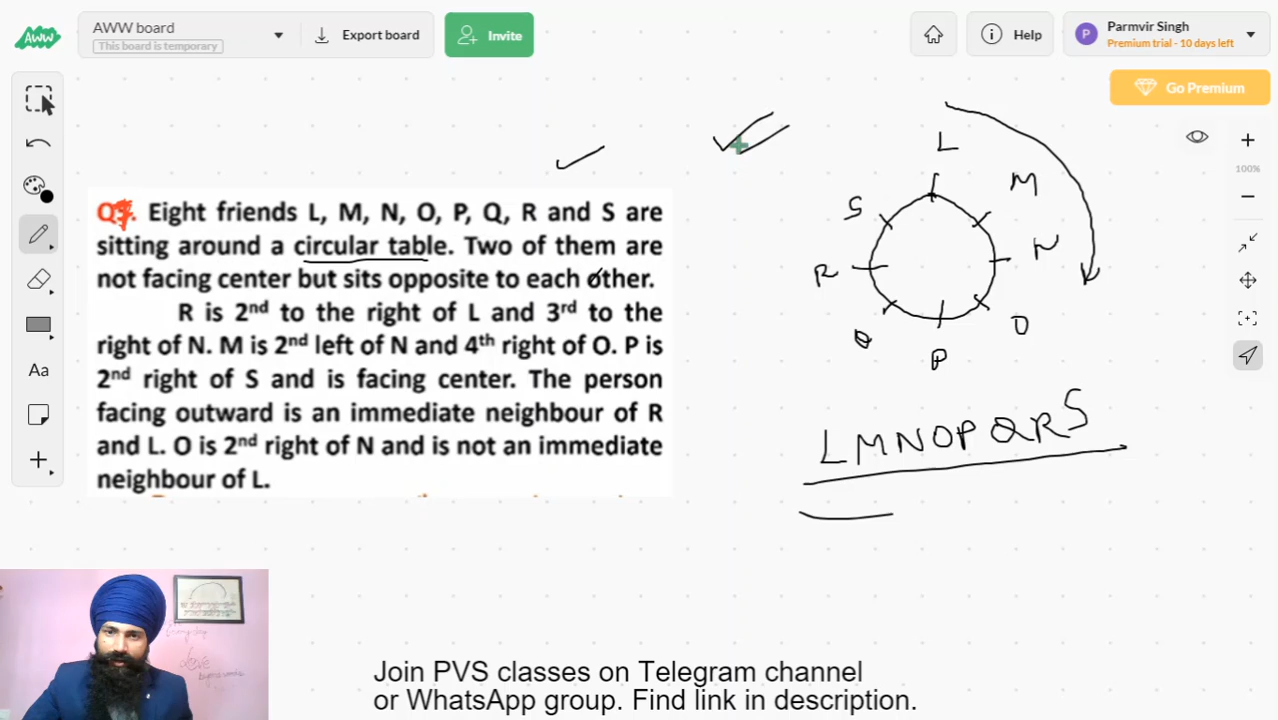 AWW
AWW board
This board is temporary
Export board
Invite
Help
P
Parmvir Singh
Premium trial - 10 days left
Go Premium
100%
Aa
Eight friends L, M, N, O, P, Q, R and S are
sitting around a circular table. Two of them are
not facing center but sits opposite to each other.
R is 2nd to the right of L and 3rd to the
right of N. M is 2nd left of N and 4th right of O. P is
2nd right of S and is facing center. The person
facing outward is an immediate neighbour of R
and L. O is 2nd right of N and is not an immediate
neighbour of L.
L
M
S
N
R
O
Q
P
LMNOPQRS
Join PVS classes on Telegram channel
or WhatsApp group. Find link in description.